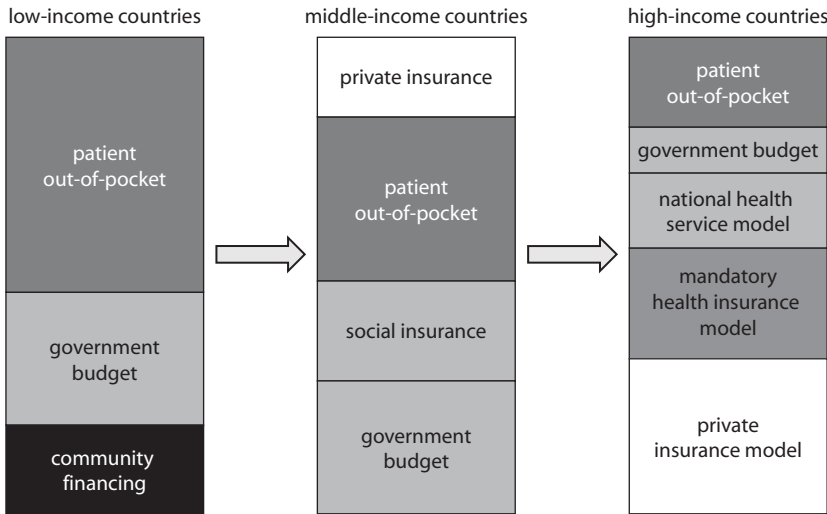 low-income countries
patient
out-of-pocket
government
budget
community
financing
middle-income countries
private insurance
patient
out-of-pocket
social insurance
government
budget
high-income countries
patient
out-of-pocket
government budget
national health
service model
mandatory
health insurance
model
private
insurance model